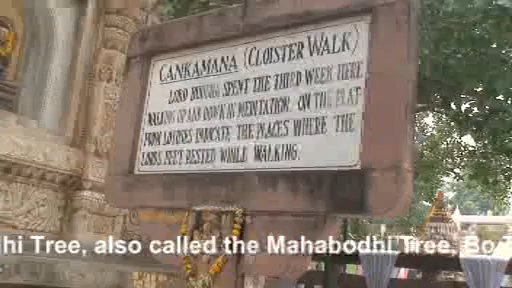 CANKAMANA (CLOISTER WALK)
LORD BUDDHA SPENT THE THIRD WEEK HERE
WALKING UP AND DOWN IN MEDITATION. ON THE PLAT
FORM LOTUSES INDICATE THE PLACES WHERE THE
LORD'S FEET RESTED WHILE WALKING.
hi Tree, also called the Mahabodhi Tree, Bo